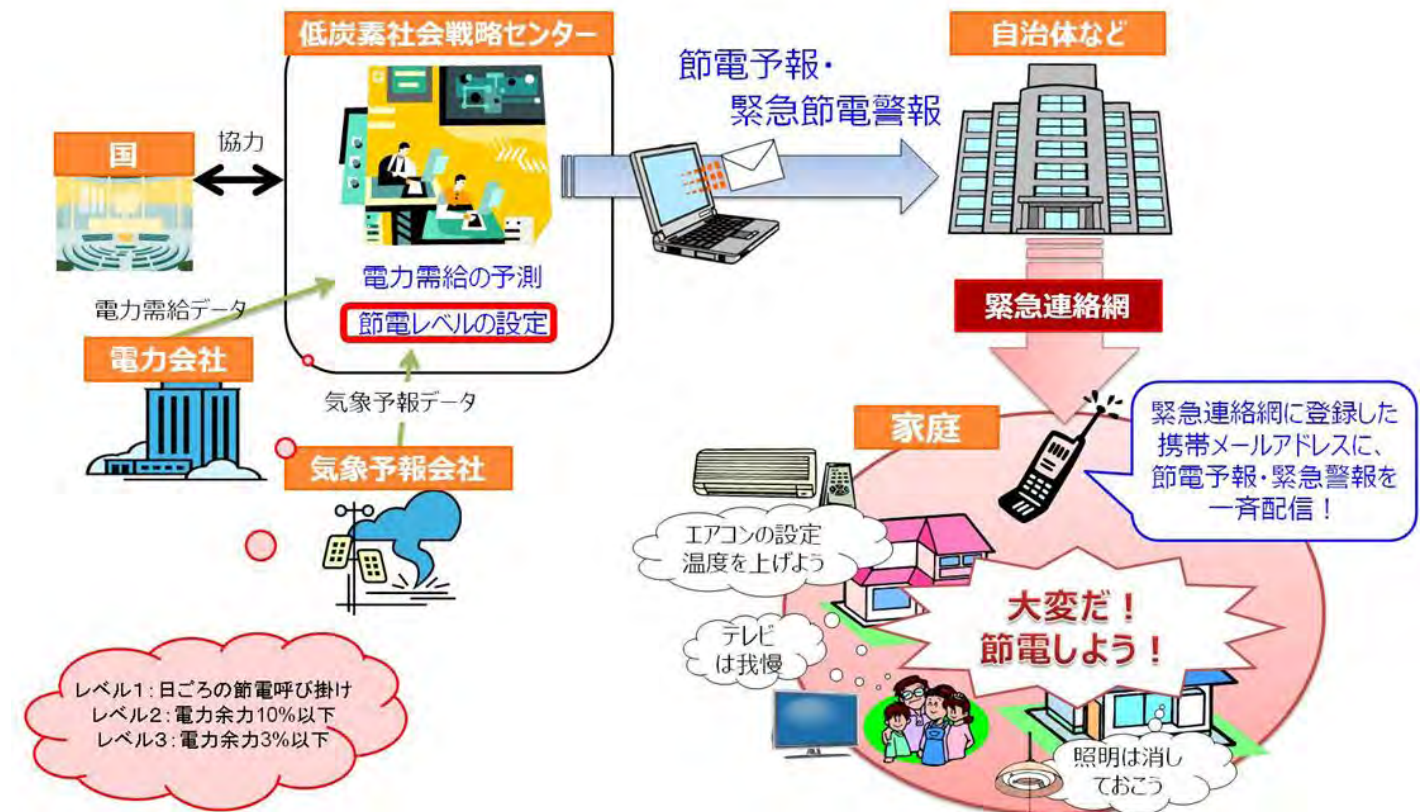 低炭素社会戦略センター
自治体など
節電予報・
緊急節電警報
国
協力
電力需給の予測
節電レベルの設定
電力需給データ
電力会社
気象予報データ
気象予報会社
緊急連絡網
家庭
緊急連絡網に登録した
携帯メールアドレスに、
節電予報・緊急警報を
一斉配信！
エアコンの設定
温度を上げよう
大変だ！
節電しよう！
テレビ
は我慢
照明は消し
ておこう
レベル１：日ごろの節電呼び掛け
レベル２：電力余力10%以下
レベル３：電力余力3%以下